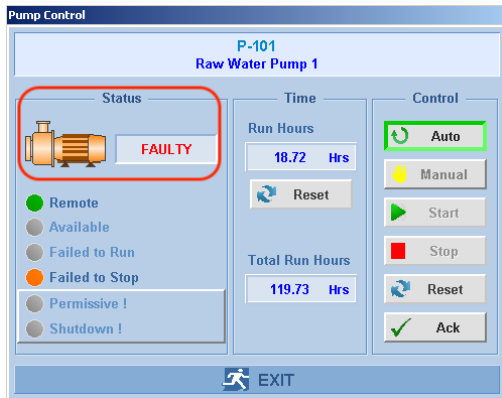 Pump Control
P-101
Raw Water Pump 1
Status
FAULTY
Remote
Available
Failed to Run
Failed to Stop
Permissive !
Shutdown !
Time
Run Hours
18.72 Hrs
Reset
Total Run Hours
119.73 Hrs
Control
Auto
Manual
Start
Stop
Reset
Ack
EXIT